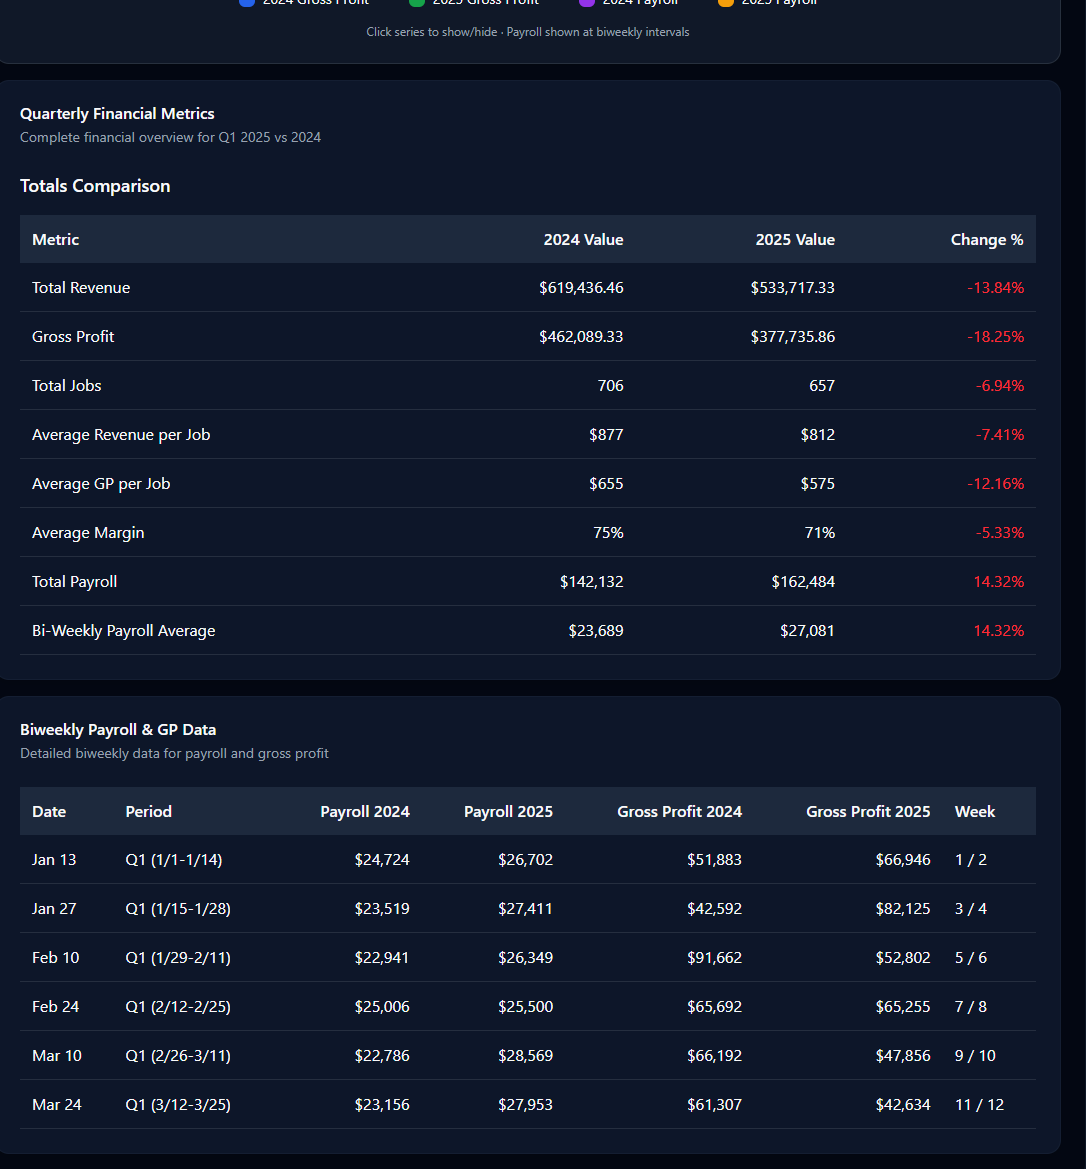 2024 Gross Profit 2025 Gross Profit 2024 Payroll 2025 Payroll
Click series to show/hide · Payroll shown at biweekly intervals
Quarterly Financial Metrics
Complete financial overview for Q1 2025 vs 2024
Totals Comparison
Metric 2024 Value 2025 Value Change %
Total Revenue $619,436.46 $533,717.33 -13.84%
Gross Profit $462,089.33 $377,735.86 -18.25%
Total Jobs 706 657 -6.94%
Average Revenue per Job $877 $812 -7.41%
Average GP per Job $655 $575 -12.16%
Average Margin 75% 71% -5.33%
Total Payroll $142,132 $162,484 14.32%
Bi-Weekly Payroll Average $23,689 $27,081 14.32%
Biweekly Payroll & GP Data
Detailed biweekly data for payroll and gross profit
Date Period Payroll 2024 Payroll 2025 Gross Profit 2024 Gross Profit 2025 Week
Jan 13 Q1 (1/1-1/14) $24,724 $26,702 $51,883 $66,946 1 / 2
Jan 27 Q1 (1/15-1/28) $23,519 $27,411 $42,592 $82,125 3 / 4
Feb 10 Q1 (1/29-2/11) $22,941 $26,349 $91,662 $52,802 5 / 6
Feb 24 Q1 (2/12-2/25) $25,006 $25,500 $65,692 $65,255 7 / 8
Mar 10 Q1 (2/26-3/11) $22,786 $28,569 $66,192 $47,856 9 / 10
Mar 24 Q1 (3/12-3/25) $23,156 $27,953 $61,307 $42,634 11 / 12